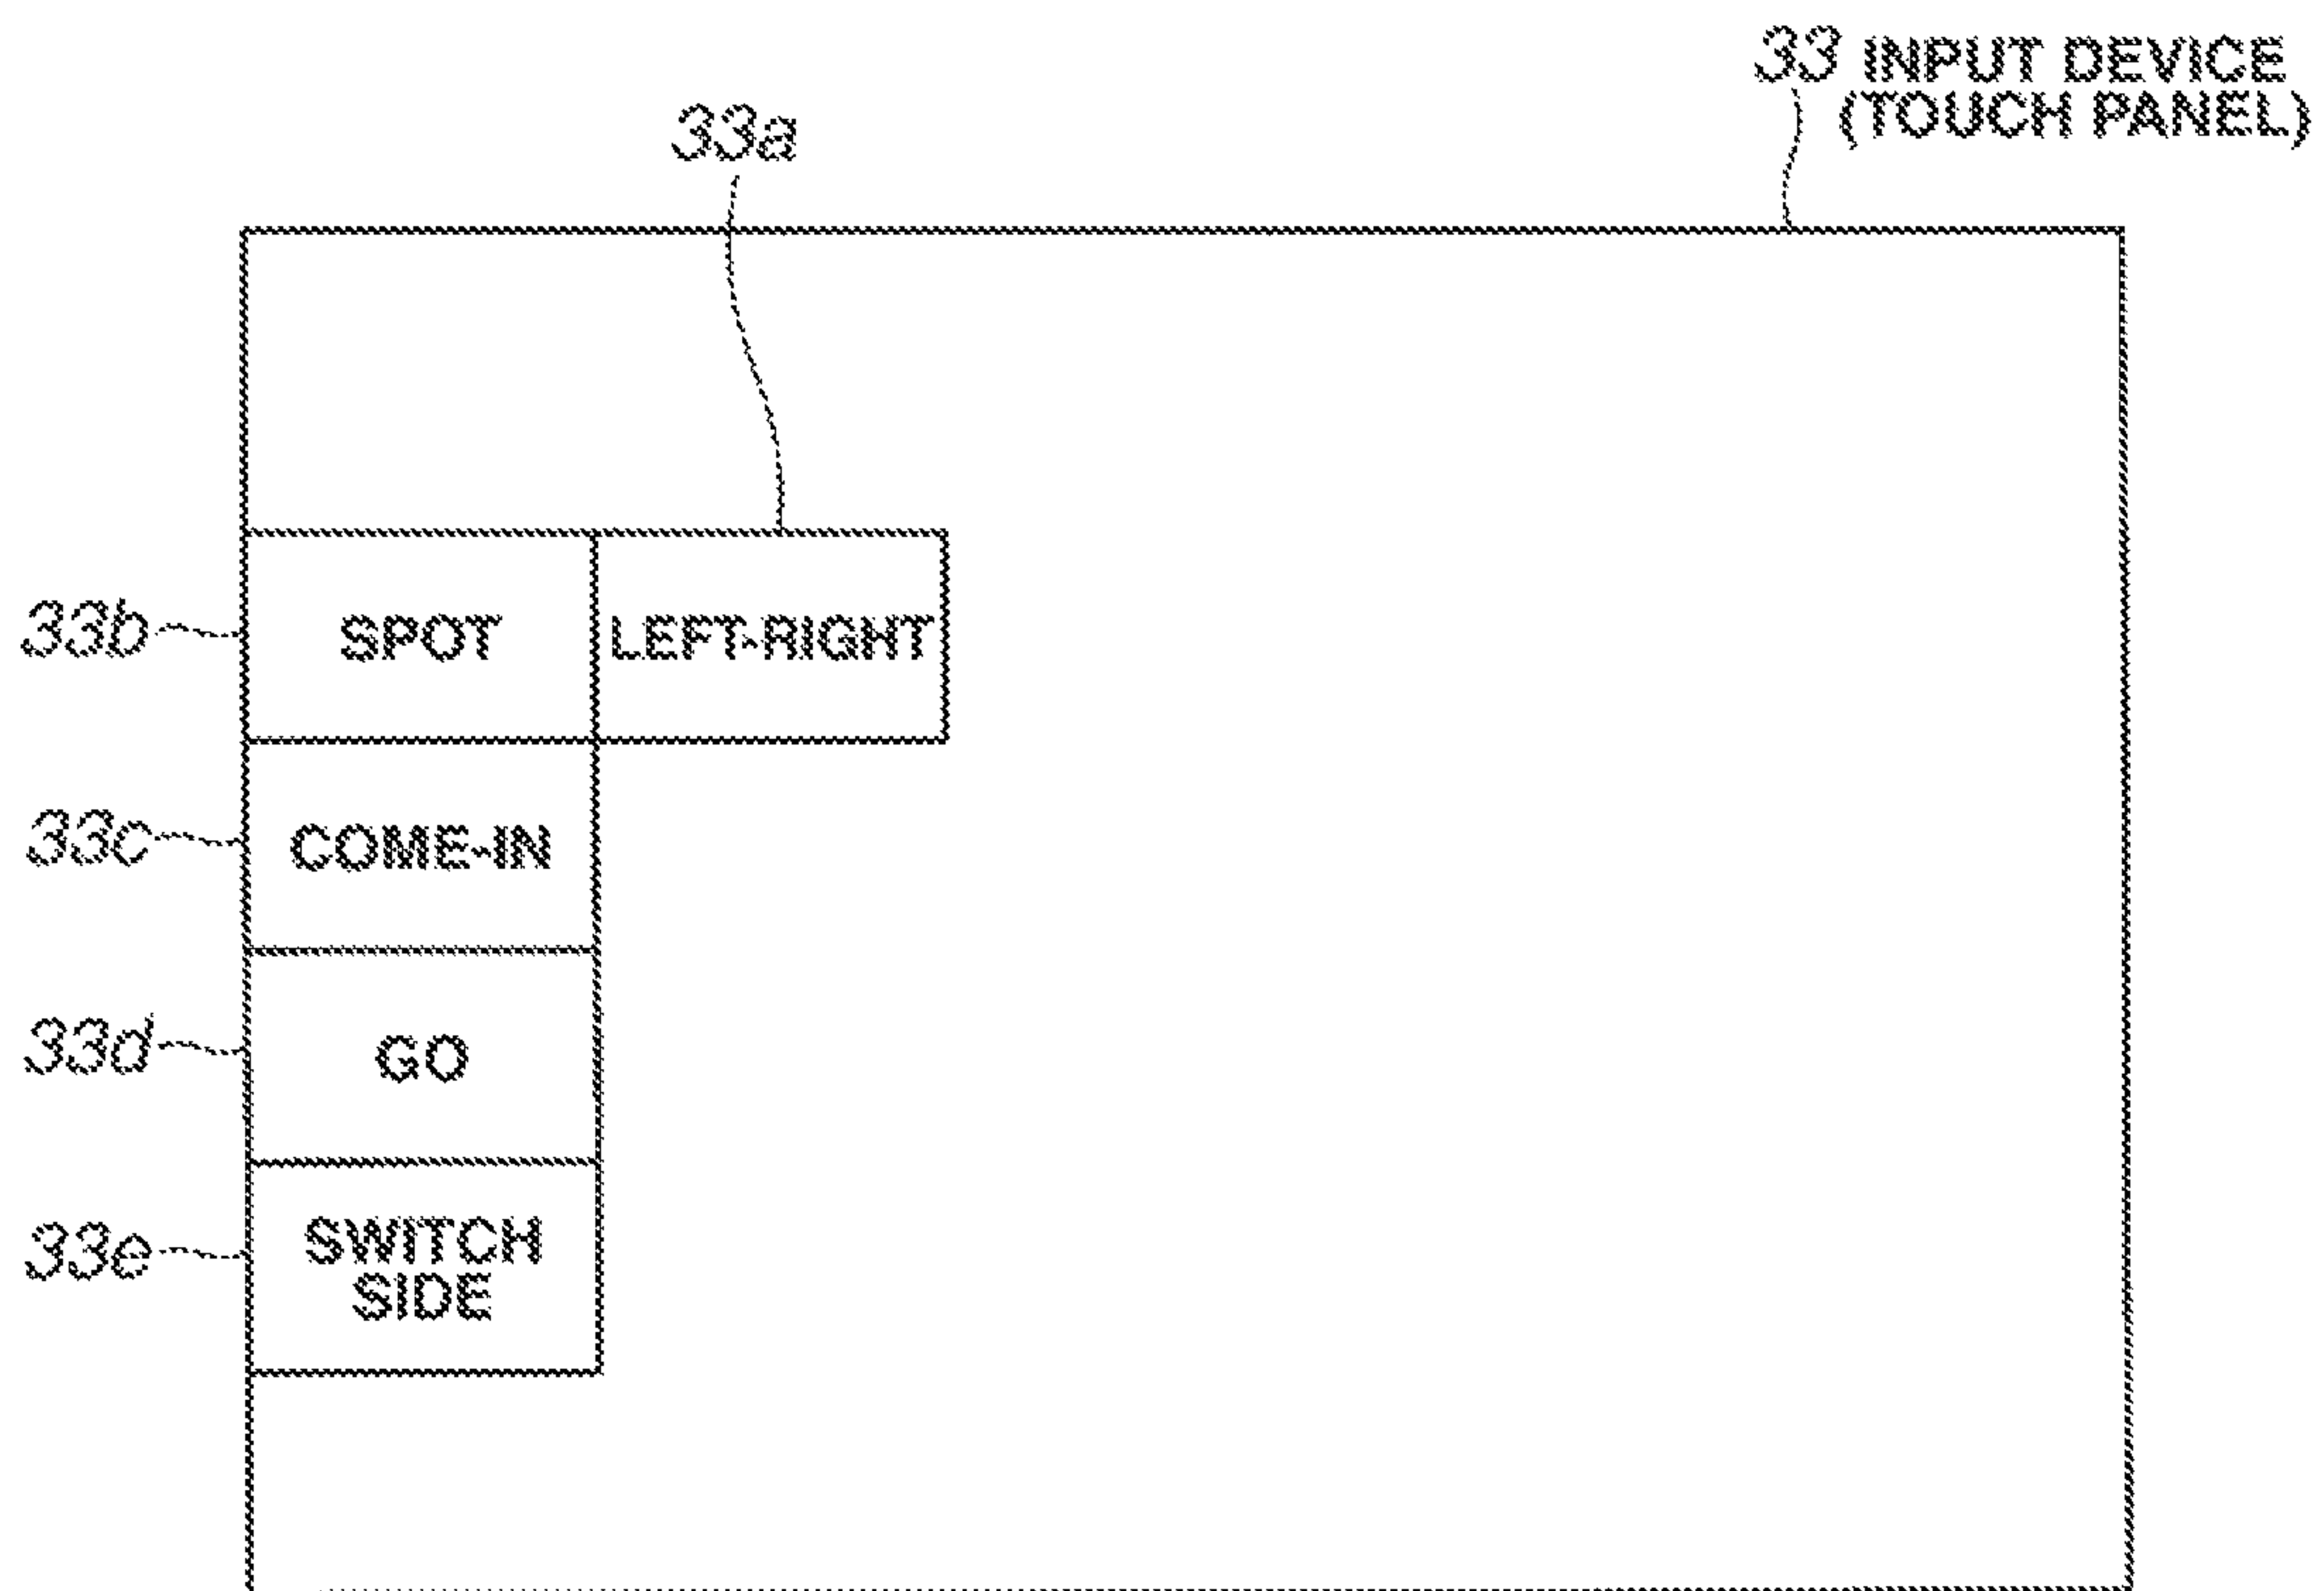 33 INPUT DEVICE
(TOUCH PANEL)
33a
33b
SPOT
LEFT-RIGHT
33c
COME-IN
33d
GO
33e
SWITCH
SIDE